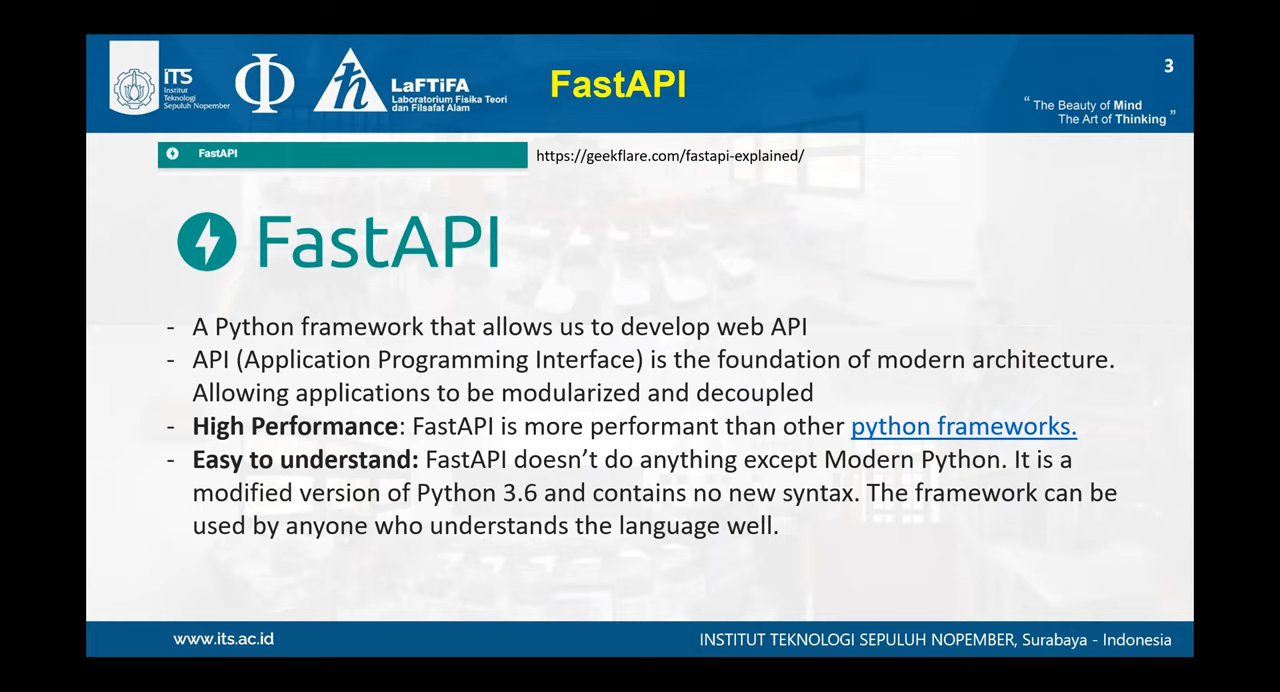 ITS
Institut
Teknologi
Sepuluh Nopember
Φ
ħ
LaFTiFA
Laboratorium Fisika Teori
dan Filsafat Alam
FastAPI
3
“ The Beauty of Mind
The Art of Thinking ”
FastAPI
https://geekflare.com/fastapi-explained/
FastAPI
- A Python framework that allows us to develop web API
- API (Application Programming Interface) is the foundation of modern architecture.
Allowing applications to be modularized and decoupled
- High Performance: FastAPI is more performant than other python frameworks.
- Easy to understand: FastAPI doesn’t do anything except Modern Python. It is a
modified version of Python 3.6 and contains no new syntax. The framework can be
used by anyone who understands the language well.
www.its.ac.id
INSTITUT TEKNOLOGI SEPULUH NOPEMBER, Surabaya - Indonesia